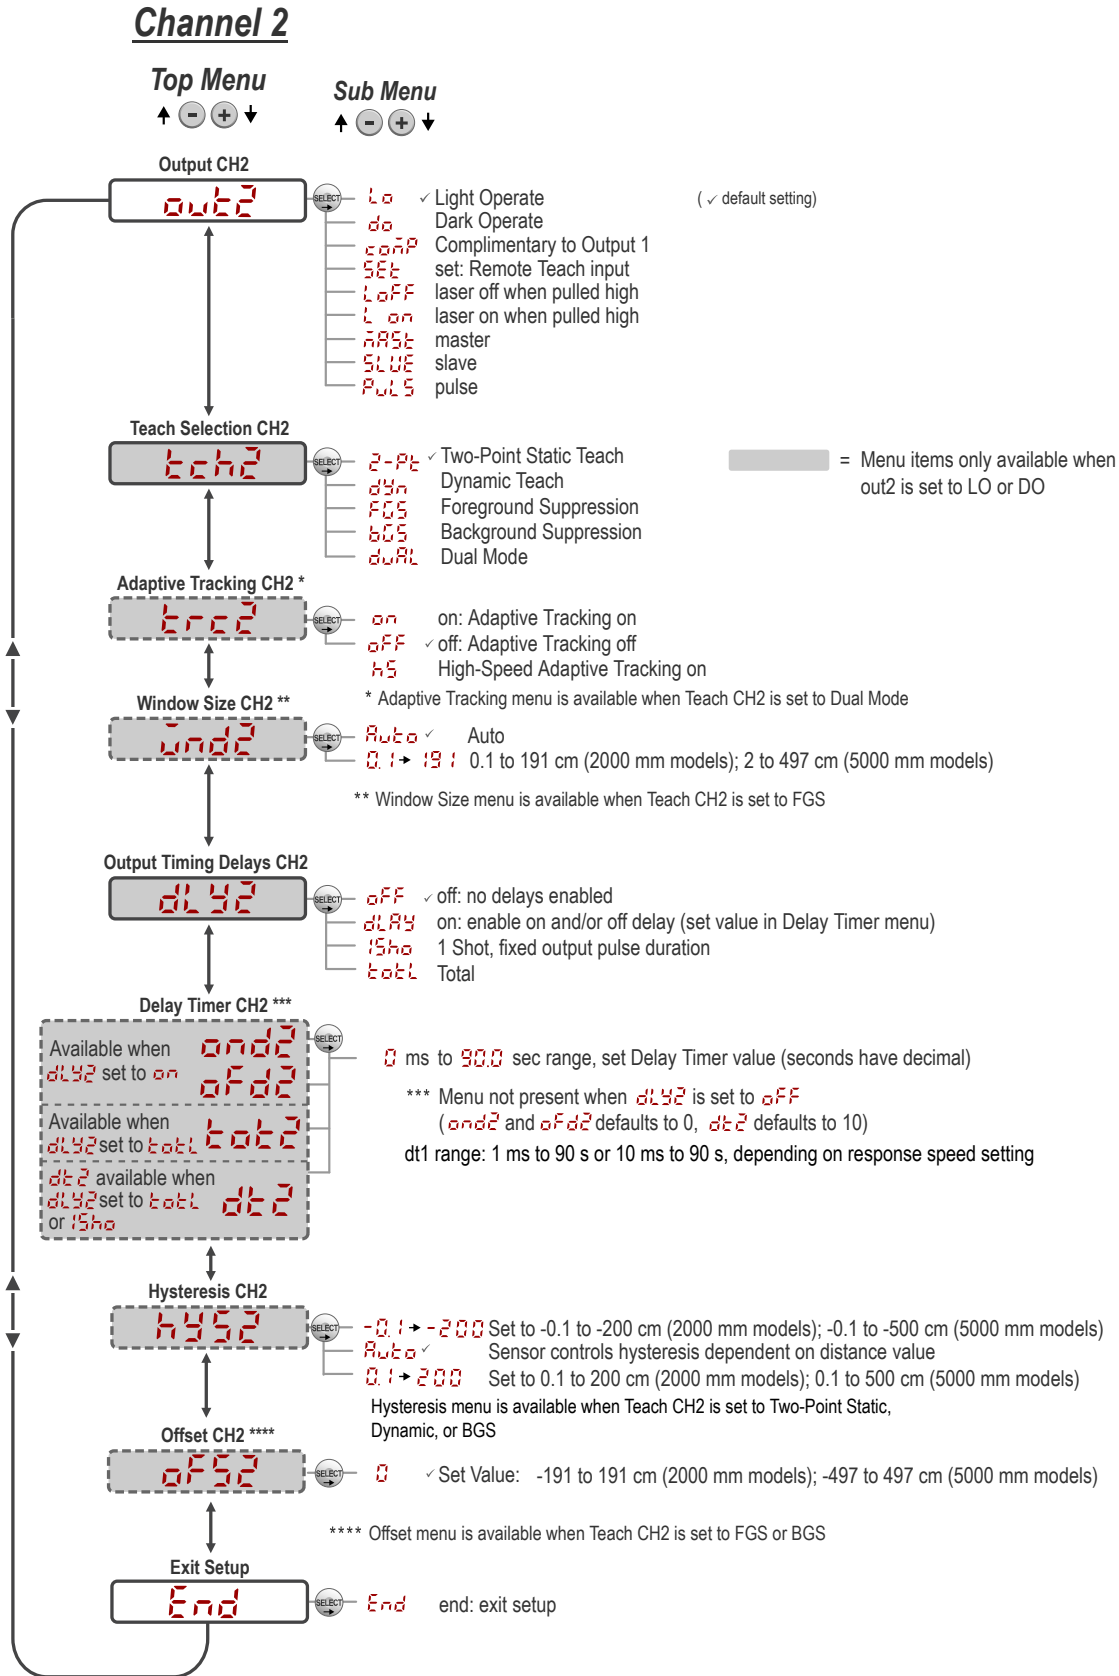 Channel 2
Top Menu
Sub Menu
- +
- +
Output CH2
out2
SELECT
Lo ✓ Light Operate
( ✓ default setting)
do Dark Operate
comP Complimentary to Output 1
SEt set: Remote Teach input
LoFF laser off when pulled high
L on laser on when pulled high
mASt master
SLVE slave
PuLS pulse
Teach Selection CH2
tch2
SELECT
2-Pt ✓ Two-Point Static Teach
dyn Dynamic Teach
FGS Foreground Suppression
bGS Background Suppression
duAL Dual Mode
= Menu items only available when
out2 is set to LO or DO
Adaptive Tracking CH2 *
trc2
SELECT
on on: Adaptive Tracking on
oFF ✓ off: Adaptive Tracking off
hS High-Speed Adaptive Tracking on
* Adaptive Tracking menu is available when Teach CH2 is set to Dual Mode
Window Size CH2 **
wnd2
SELECT
Auto ✓ Auto
0.1 → 191 0.1 to 191 cm (2000 mm models); 2 to 497 cm (5000 mm models)
** Window Size menu is available when Teach CH2 is set to FGS
Output Timing Delays CH2
dLY2
SELECT
oFF ✓ off: no delays enabled
dLAY on: enable on and/or off delay (set value in Delay Timer menu)
1Sho 1 Shot, fixed output pulse duration
totL Total
Delay Timer CH2 ***
Available when
dLY2 set to on
ond2
oFd2
SELECT
0 ms to 90.0 sec range, set Delay Timer value (seconds have decimal)
*** Menu not present when dLY2 is set to oFF
(ond2 and oFd2 defaults to 0, dt2 defaults to 10)
dt1 range: 1 ms to 90 s or 10 ms to 90 s, depending on response speed setting
Available when
dLY2 set to totL
tot2
dt2 available when
dLY2 set to totL
or 1Sho
dt2
Hysteresis CH2
hYS2
SELECT
-0.1 → -200 Set to -0.1 to -200 cm (2000 mm models); -0.1 to -500 cm (5000 mm models)
Auto ✓ Sensor controls hysteresis dependent on distance value
0.1 → 200 Set to 0.1 to 200 cm (2000 mm models); 0.1 to 500 cm (5000 mm models)
Hysteresis menu is available when Teach CH2 is set to Two-Point Static,
Dynamic, or BGS
Offset CH2 ****
oFS2
SELECT
0 ✓ Set Value: -191 to 191 cm (2000 mm models); -497 to 497 cm (5000 mm models)
**** Offset menu is available when Teach CH2 is set to FGS or BGS
Exit Setup
End
SELECT
End end: exit setup